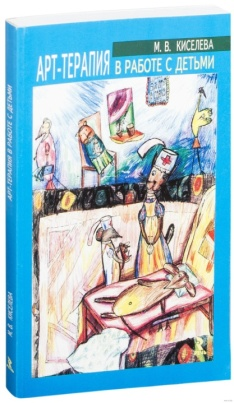 М. В. КИСЕЛЕВА
АРТ-ТЕРАПИЯ
В РАБОТЕ С ДЕТЬМИ
АРТ-ТЕРАПИЯ В РАБОТЕ С ДЕТЬМИ
М. В. КИСЕЛЕВА